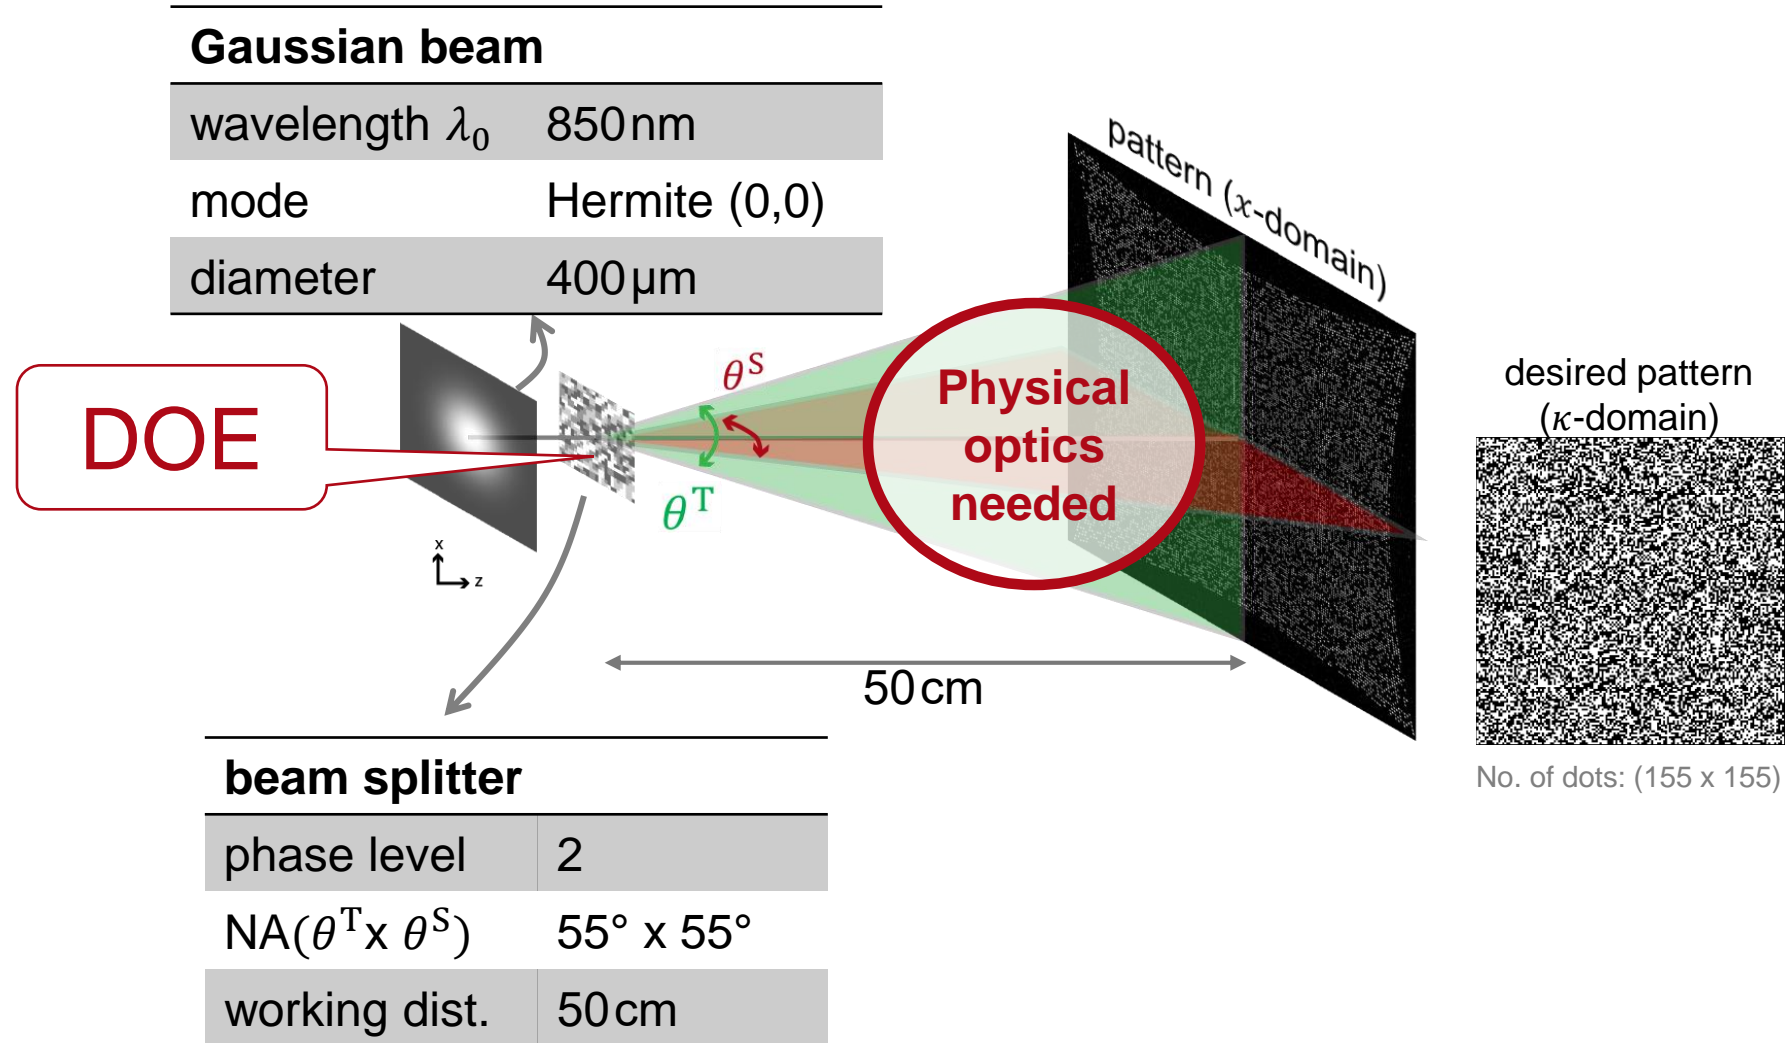 Gaussian beam
wavelength λ₀ 850nm
mode Hermite (0,0)
diameter 400µm
pattern (x-domain)
DOE
θˢ
θᵀ
Physical
optics
needed
x
z
50cm
desired pattern
(κ-domain)
No. of dots: (155 x 155)
beam splitter
phase level 2
NA(θᵀx θˢ) 55° x 55°
working dist. 50cm